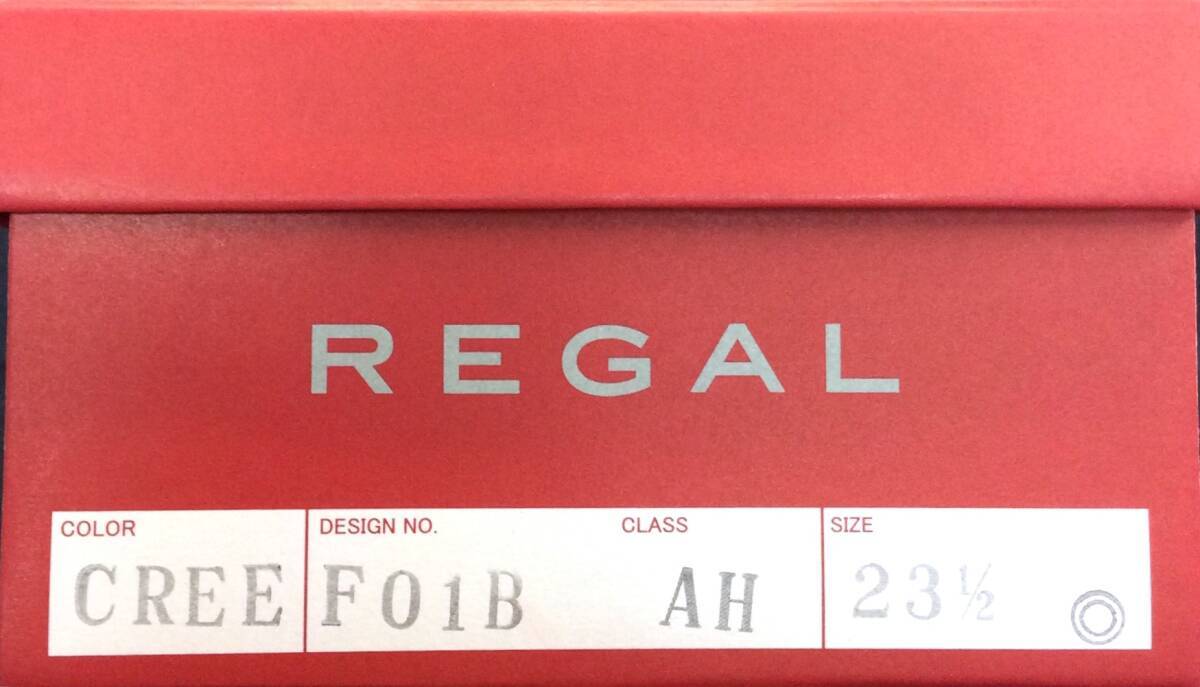 REGAL
COLOR DESIGN NO. CLASS SIZE
CREE F01B AH 23½ ◎